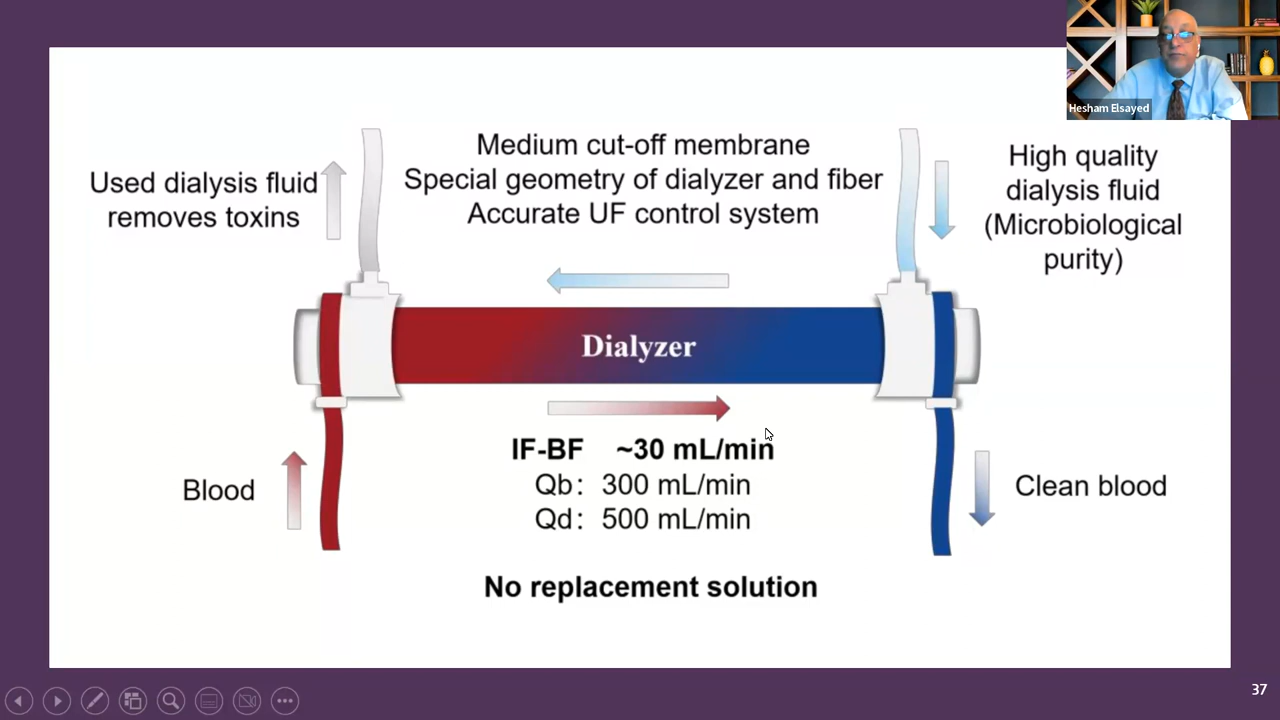 Hesham Elsayed
Used dialysis fluid
removes toxins
Medium cut-off membrane
Special geometry of dialyzer and fiber
Accurate UF control system
High quality
dialysis fluid
(Microbiological
purity)
Dialyzer
IF-BF ~30 mL/min
Qb: 300 mL/min
Qd: 500 mL/min
Blood
Clean blood
No replacement solution
37